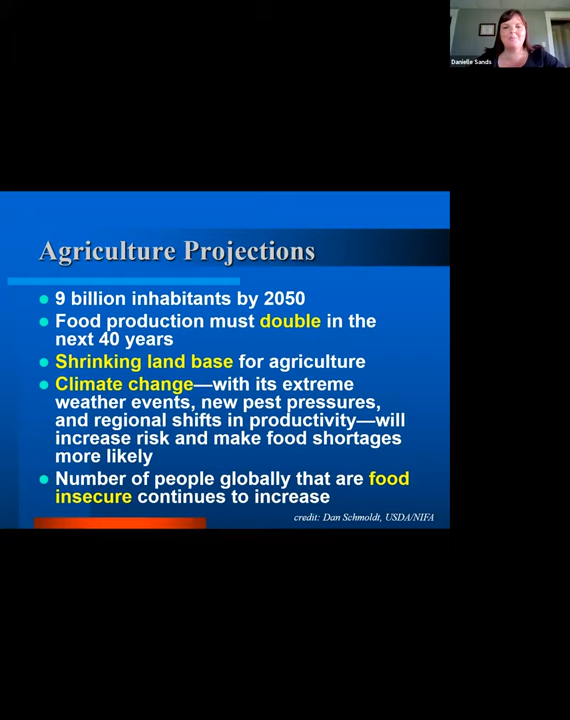 Danielle Sands
Agriculture Projections
9 billion inhabitants by 2050
Food production must double in the
next 40 years
Shrinking land base for agriculture
Climate change—with its extreme
weather events, new pest pressures,
and regional shifts in productivity—will
increase risk and make food shortages
more likely
Number of people globally that are food
insecure continues to increase
credit: Dan Schmoldt, USDA/NIFA